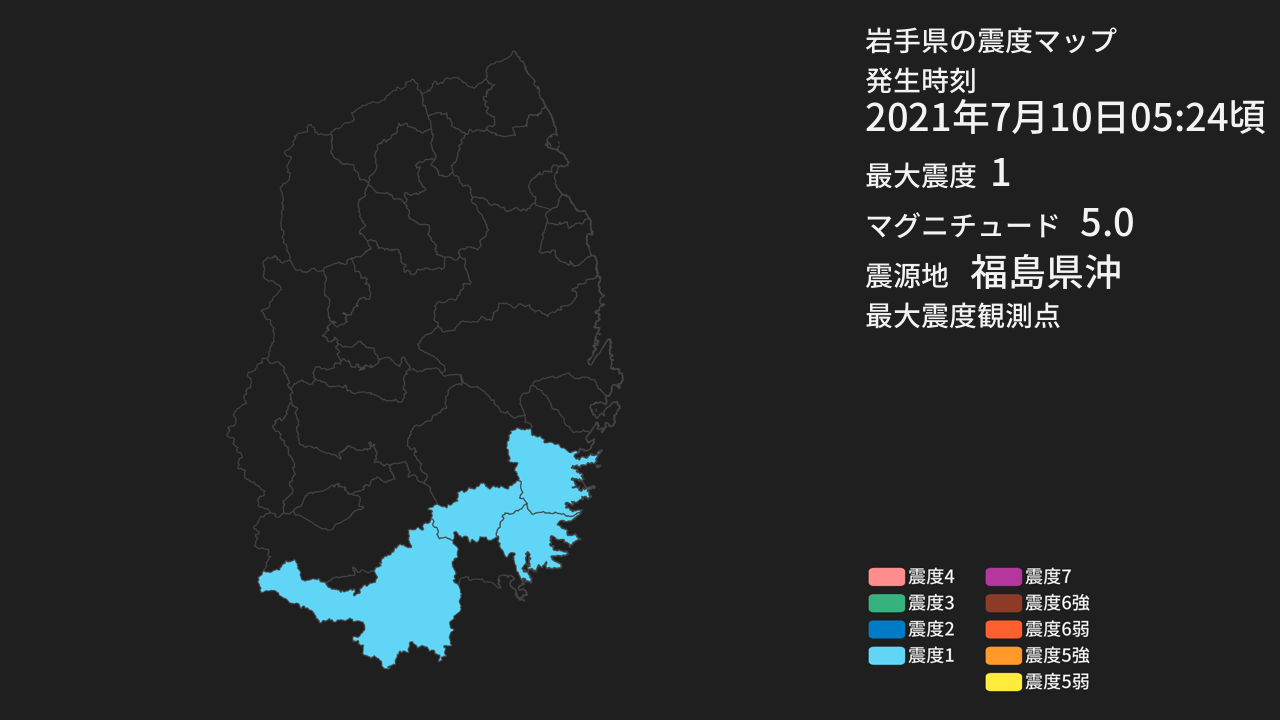 岩手県の震度マップ
発生時刻
2021年7月10日05:24頃
最大震度 1
マグニチュード 5.0
震源地 福島県沖
最大震度観測点
震度4 震度7
震度3 震度6強
震度2 震度6弱
震度1 震度5強
震度5弱